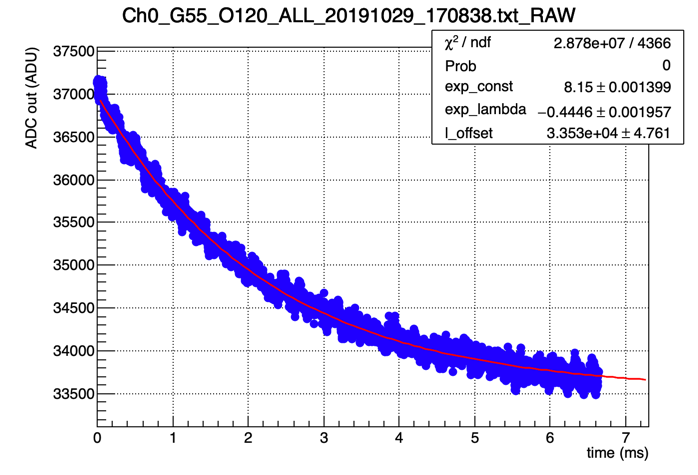 Ch0_G55_O120_ALL_20191029_170838.txt_RAW
χ² / ndf 2.878e+07 / 4366
Prob 0
exp_const 8.15 ± 0.001399
exp_lambda −0.4446 ± 0.001957
l_offset 3.353e+04 ± 4.761
ADC out (ADU)
37500
37000
36500
36000
35500
35000
34500
34000
33500
0 1 2 3 4 5 6 7
time (ms)